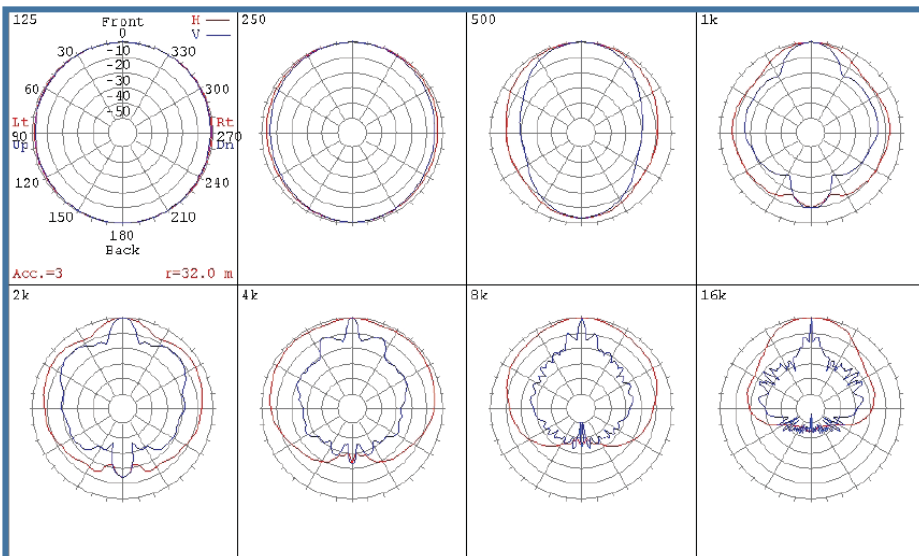 125 Front H
V
0
-10
-20
-30
-40
-50
30 330
60 300
Lt Rt
90 270
Up Dn
120 240
150 210
180
Back
Acc.=3 r=32.0 m
250
500
1k
2k
4k
8k
16k